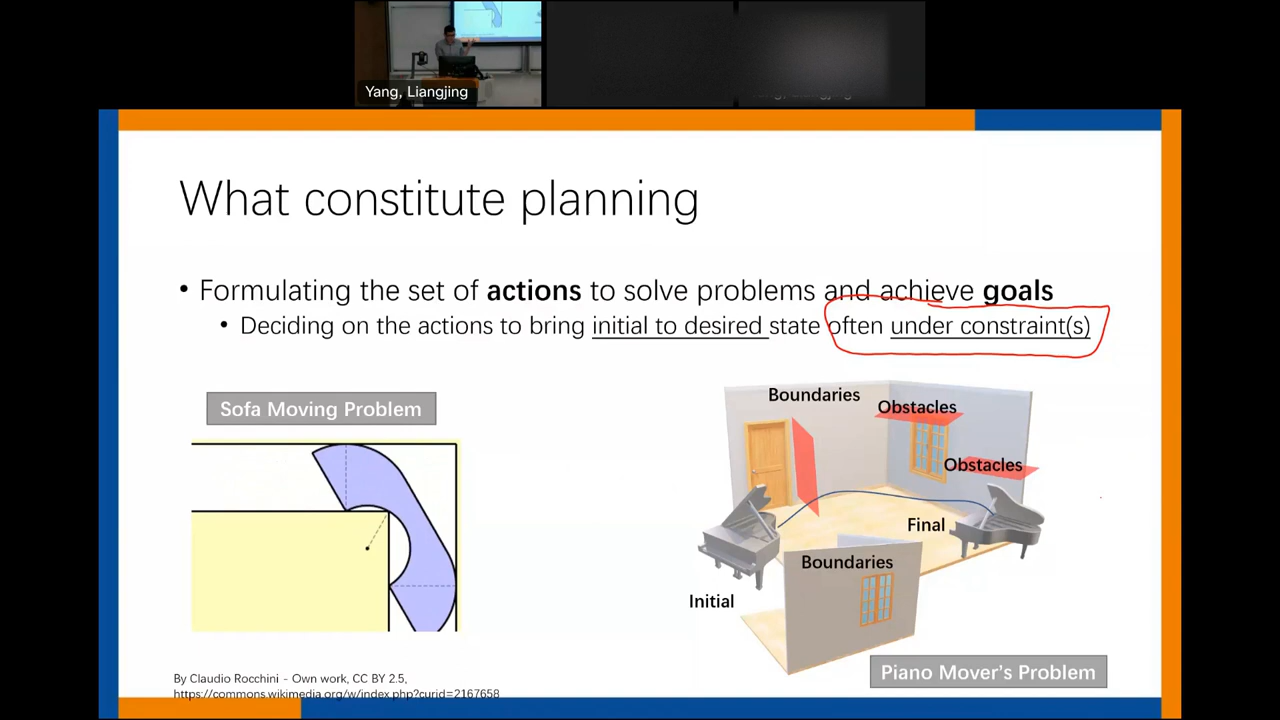 Yang, Liangjing
What constitute planning
• Formulating the set of actions to solve problems and achieve goals
• Deciding on the actions to bring initial to desired state often under constraint(s)
Sofa Moving Problem
Boundaries
Obstacles
Obstacles
Final
Boundaries
Initial
Piano Mover's Problem
By Claudio Rocchini - Own work, CC BY 2.5,
https://commons.wikimedia.org/w/index.php?curid=2167658